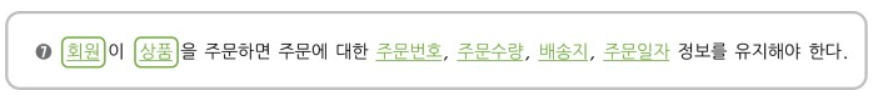 ❼ 회원이 상품을 주문하면 주문에 대한 주문번호, 주문수량, 배송지, 주문일자 정보를 유지해야 한다.